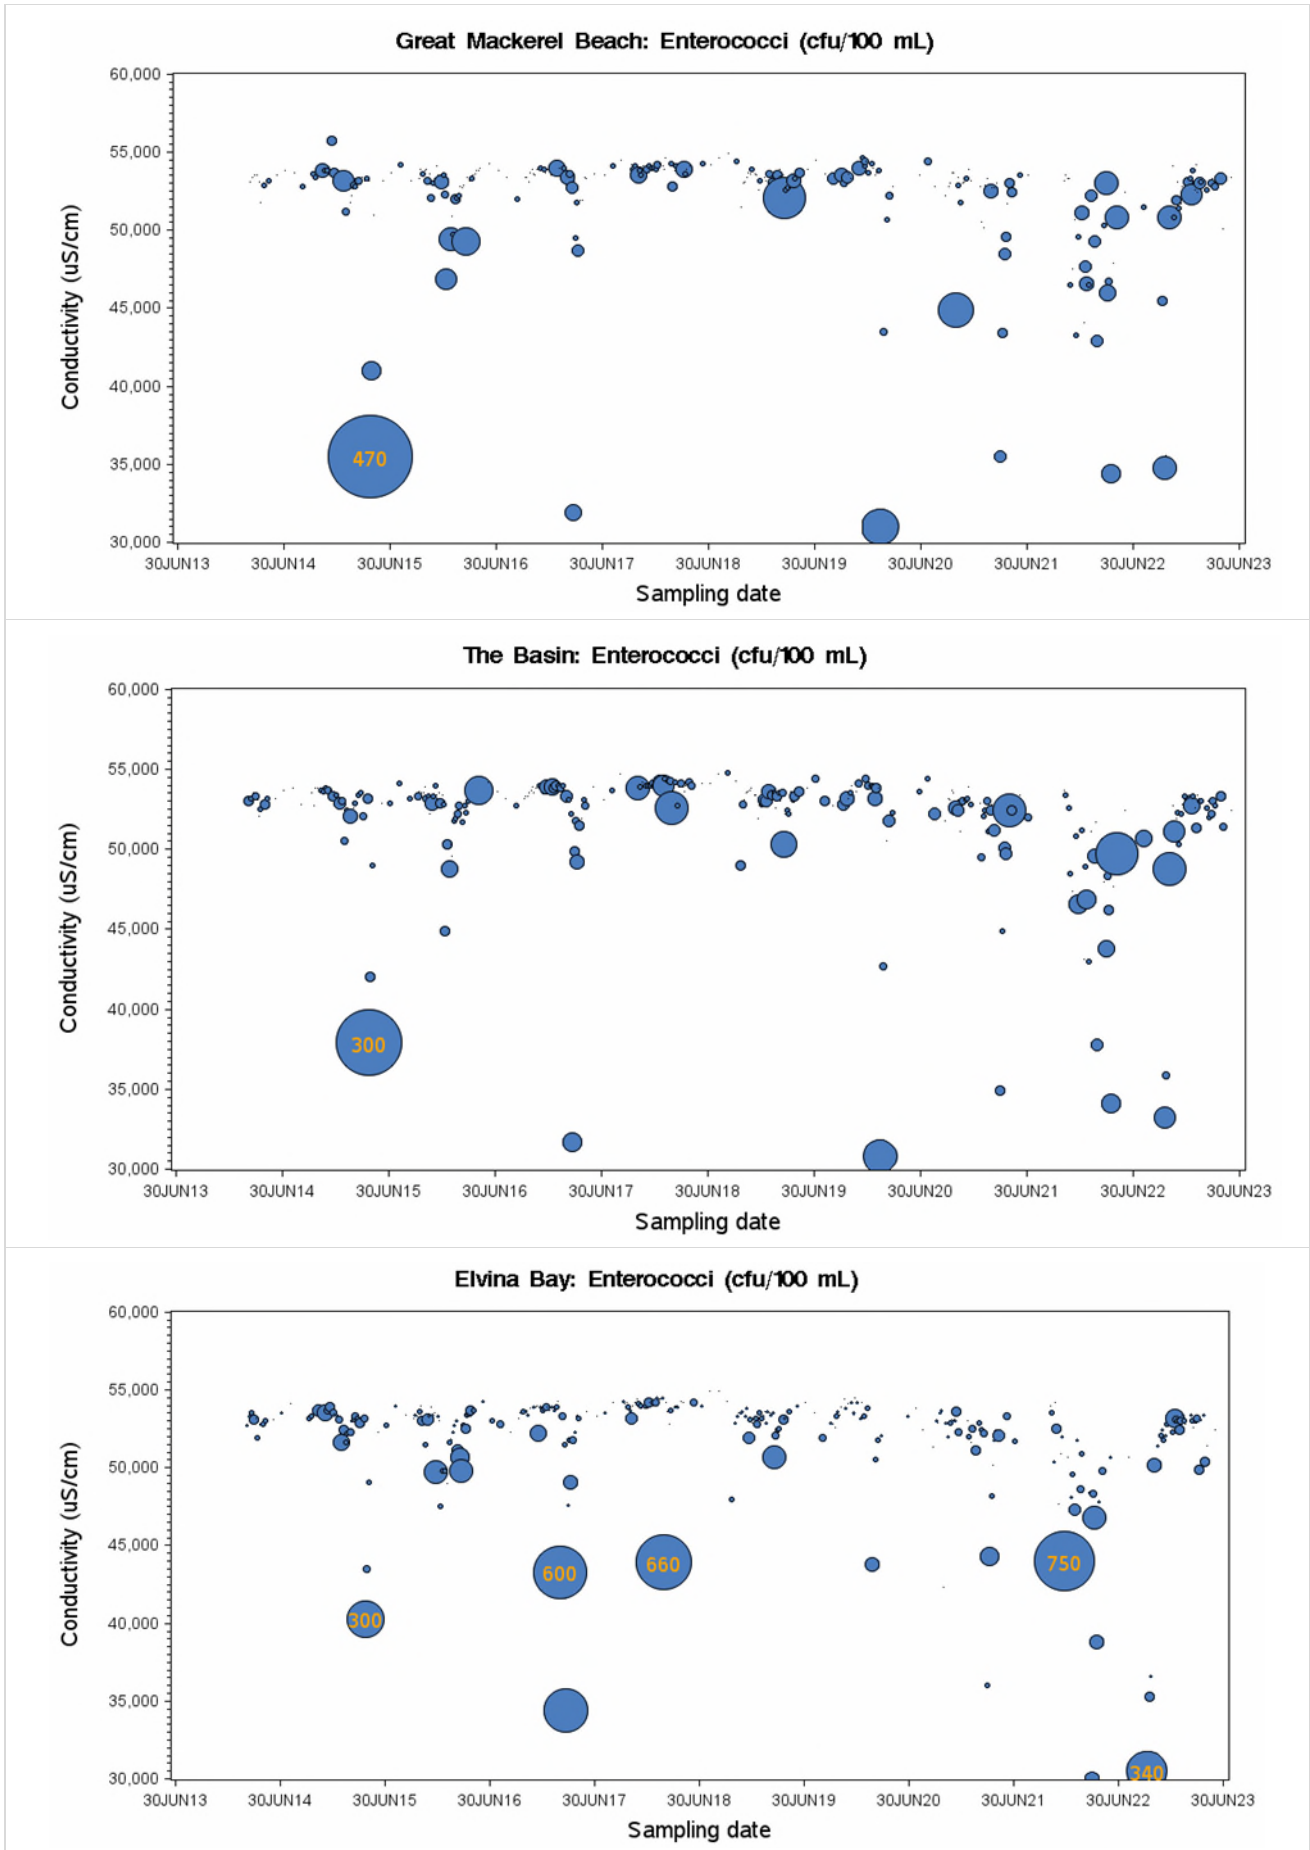 Great Mackerel Beach: Enterococci (cfu/100 mL)
60,000
55,000
50,000
45,000
40,000
35,000
30,000
Conductivity (uS/cm)
470
30JUN13 30JUN14 30JUN15 30JUN16 30JUN17 30JUN18 30JUN19 30JUN20 30JUN21 30JUN22 30JUN23
Sampling date
The Basin: Enterococci (cfu/100 mL)
60,000
55,000
50,000
45,000
40,000
35,000
30,000
Conductivity (uS/cm)
300
30JUN13 30JUN14 30JUN15 30JUN16 30JUN17 30JUN18 30JUN19 30JUN20 30JUN21 30JUN22 30JUN23
Sampling date
Elvina Bay: Enterococci (cfu/100 mL)
60,000
55,000
50,000
45,000
40,000
35,000
30,000
Conductivity (uS/cm)
600
660
750
300
340
30JUN13 30JUN14 30JUN15 30JUN16 30JUN17 30JUN18 30JUN19 30JUN20 30JUN21 30JUN22 30JUN23
Sampling date